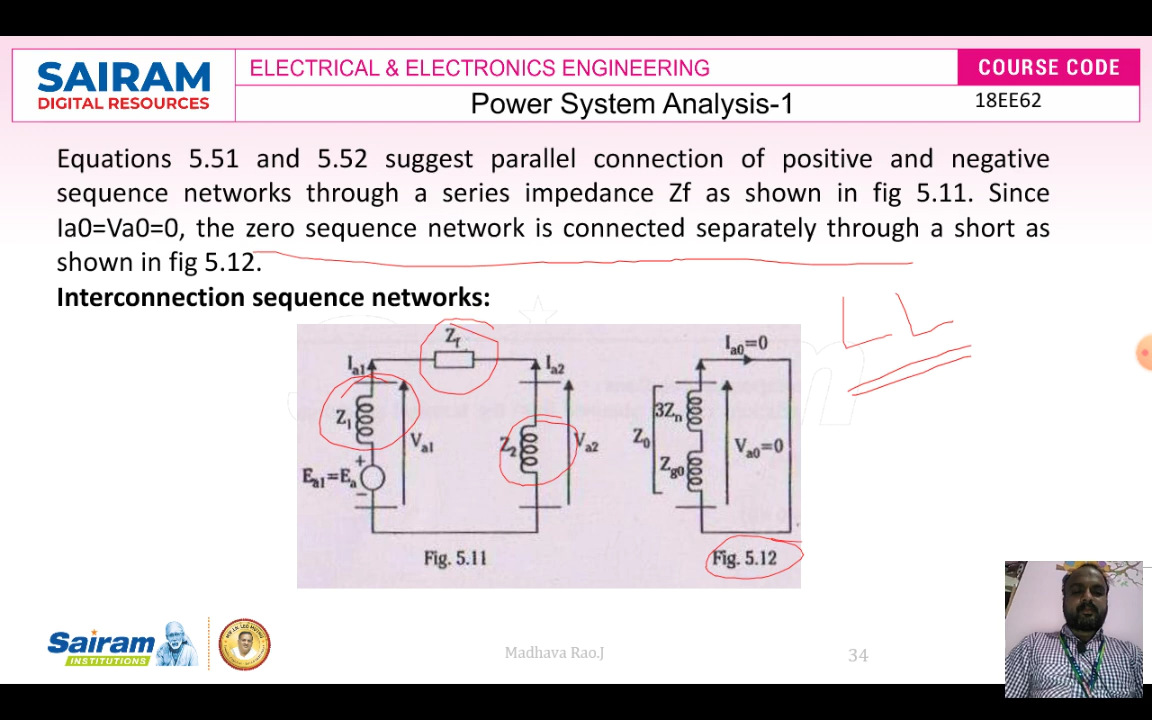 SAIRAM
DIGITAL RESOURCES
ELECTRICAL & ELECTRONICS ENGINEERING
COURSE CODE
Power System Analysis-1
18EE62
Equations 5.51 and 5.52 suggest parallel connection of positive and negative
sequence networks through a series impedance Zf as shown in fig 5.11. Since
Ia0=Va0=0, the zero sequence network is connected separately through a short as
shown in fig 5.12.
Interconnection sequence networks:
Zf
Ia1
Ia2
Ia0=0
Z1
Va1
Z2
Va2
Z0
3Zn
Va0=0
Zg0
Ea1=Ea
+
−
Fig. 5.11
Fig. 5.12
LL
Sairam
INSTITUTIONS
Madhava Rao.J
34